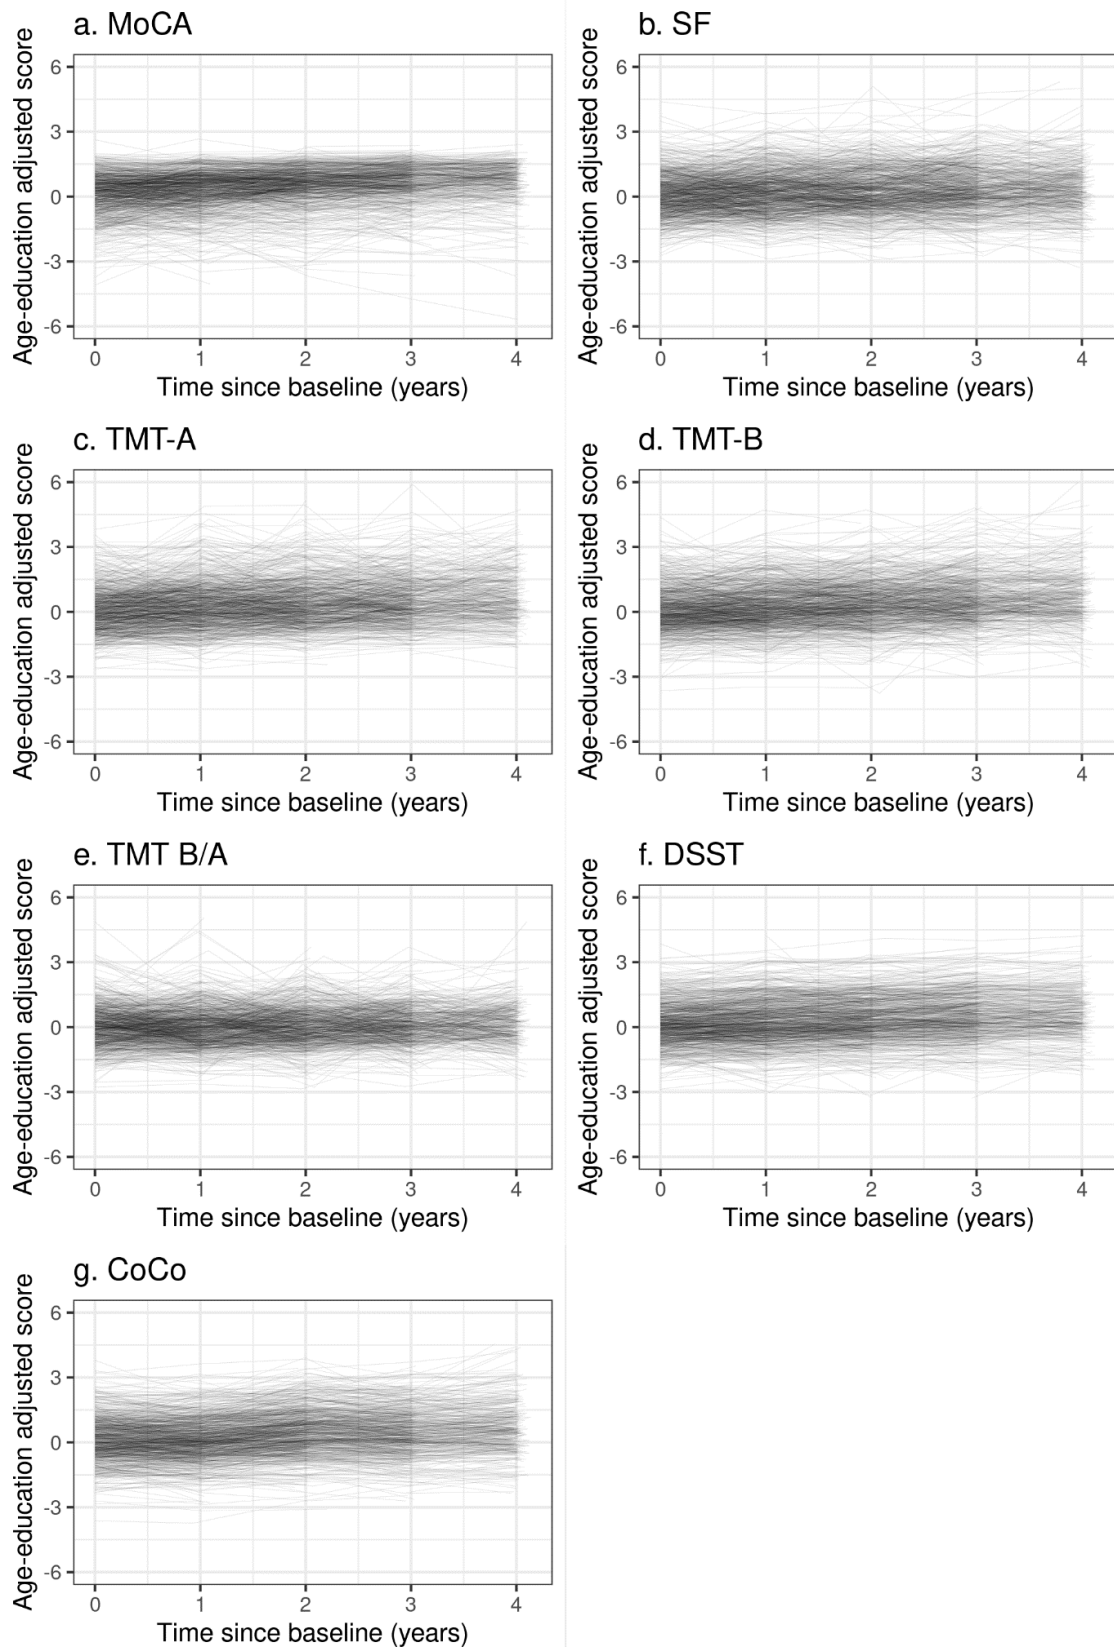 a. MoCA
Age-education adjusted score
6
3
0
-3
-6
0 1 2 3 4
Time since baseline (years)
b. SF
Age-education adjusted score
6
3
0
-3
-6
0 1 2 3 4
Time since baseline (years)
c. TMT-A
Age-education adjusted score
6
3
0
-3
-6
0 1 2 3 4
Time since baseline (years)
d. TMT-B
Age-education adjusted score
6
3
0
-3
-6
0 1 2 3 4
Time since baseline (years)
e. TMT B/A
Age-education adjusted score
6
3
0
-3
-6
0 1 2 3 4
Time since baseline (years)
f. DSST
Age-education adjusted score
6
3
0
-3
-6
0 1 2 3 4
Time since baseline (years)
g. CoCo
Age-education adjusted score
6
3
0
-3
-6
0 1 2 3 4
Time since baseline (years)